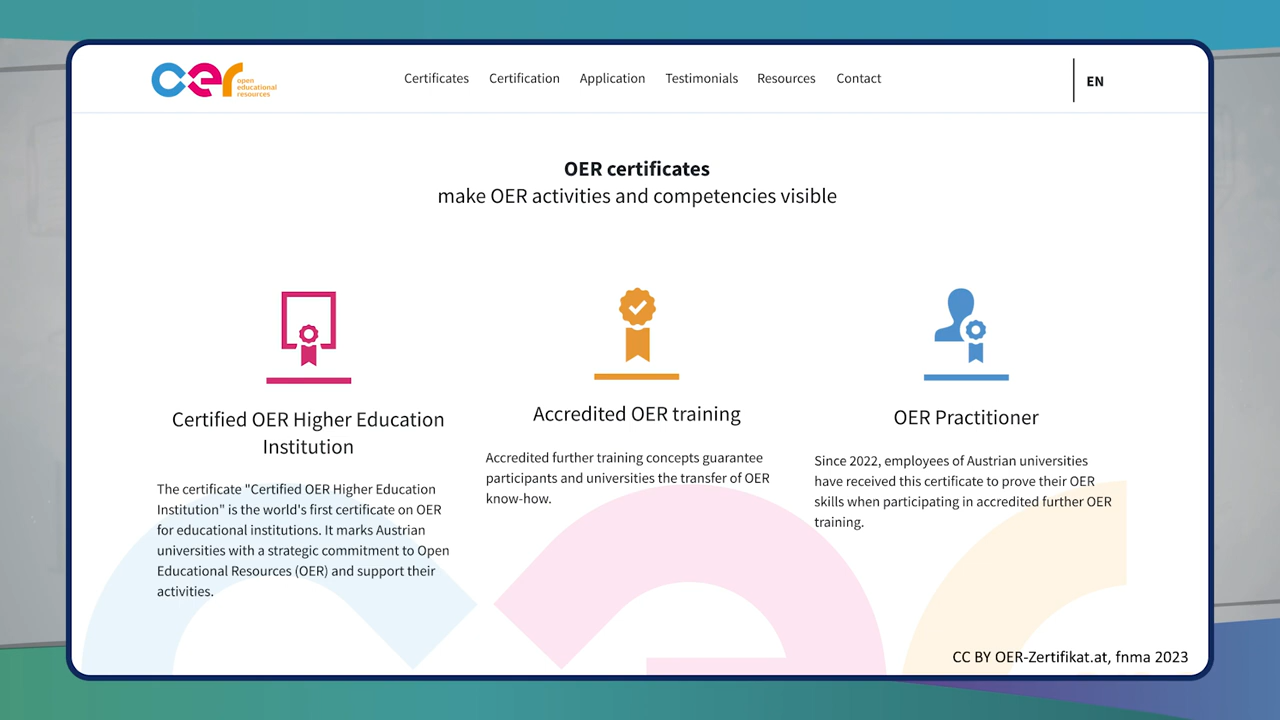 oer open
educational
resources
Certificates Certification Application Testimonials Resources Contact
EN
OER certificates
make OER activities and competencies visible
Certified OER Higher Education
Institution
The certificate "Certified OER Higher Education
Institution" is the world's first certificate on OER
for educational institutions. It marks Austrian
universities with a strategic commitment to Open
Educational Resources (OER) and support their
activities.
Accredited OER training
Accredited further training concepts guarantee
participants and universities the transfer of OER
know-how.
OER Practitioner
Since 2022, employees of Austrian universities
have received this certificate to prove their OER
skills when participating in accredited further OER
training.
CC BY OER-Zertifikat.at, fnma 2023